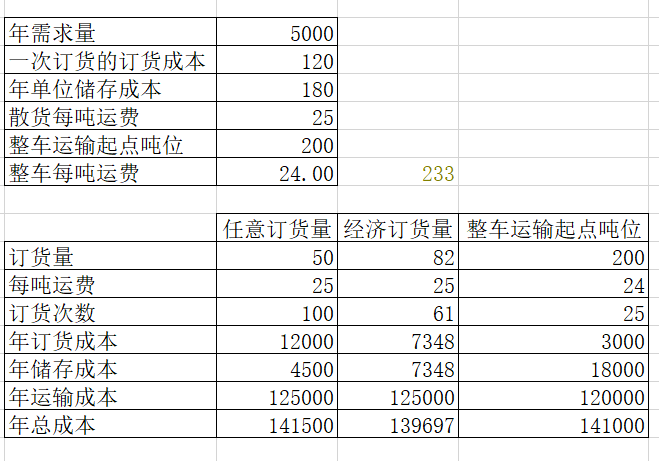 年需求量 5000
一次订货的订货成本 120
年单位储存成本 180
散货每吨运费 25
整车运输起点吨位 200
整车每吨运费 24.00 233
任意订货量 经济订货量 整车运输起点吨位
订货量 50 82 200
每吨运费 25 25 24
订货次数 100 61 25
年订货成本 12000 7348 3000
年储存成本 4500 7348 18000
年运输成本 125000 125000 120000
年总成本 141500 139697 141000